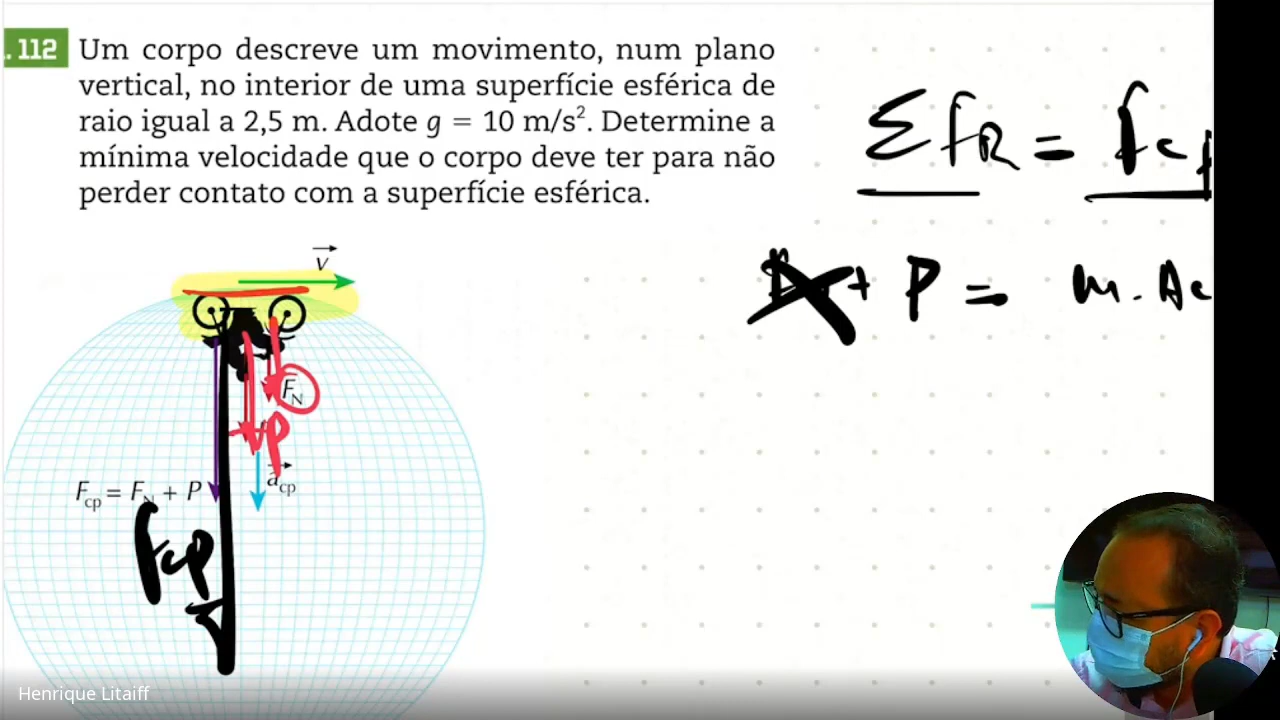 . 112 Um corpo descreve um movimento, num plano
vertical, no interior de uma superfície esférica de
raio igual a 2,5 m. Adote g = 10 m/s². Determine a
mínima velocidade que o corpo deve ter para não
perder contato com a superfície esférica.
Σ FR = Fcp
+ P = m. Ac
v
F_N
P
a_cp
F_cp = F_N + P
Fcp
Henrique Litaiff